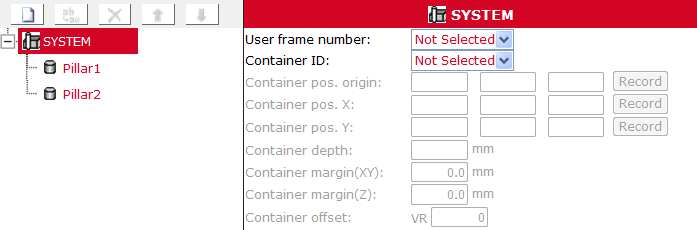 ab
bc
SYSTEM
Pillar1
Pillar2
SYSTEM
User frame number: Not Selected
Container ID: Not Selected
Container pos. origin: Record
Container pos. X: Record
Container pos. Y: Record
Container depth: mm
Container margin(XY): 0.0 mm
Container margin(Z): 0.0 mm
Container offset: VR 0